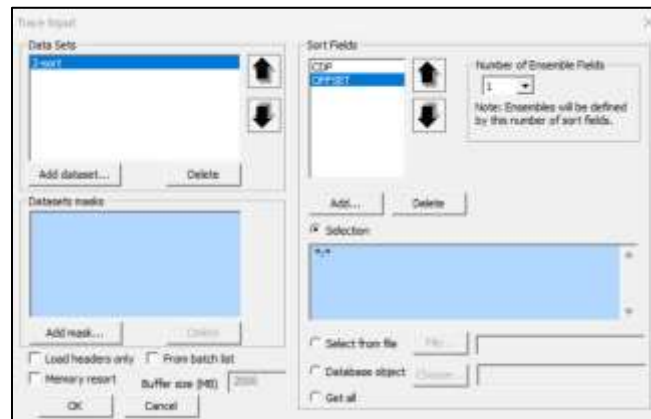 Trace Input
Data Sets
2-sort
Add dataset...
Delete
Datasets masks
Add mask...
Delete
Load headers only
From batch list
Memory resort
Buffer size (MB)
2000
OK
Cancel
Sort Fields
CDP
OFFSET
Number of Ensemble Fields
1
Note: Ensembles will be defined
by this number of sort fields.
Add...
Delete
Selection
*:*
Select from file
File...
Database object
Choose...
Get all